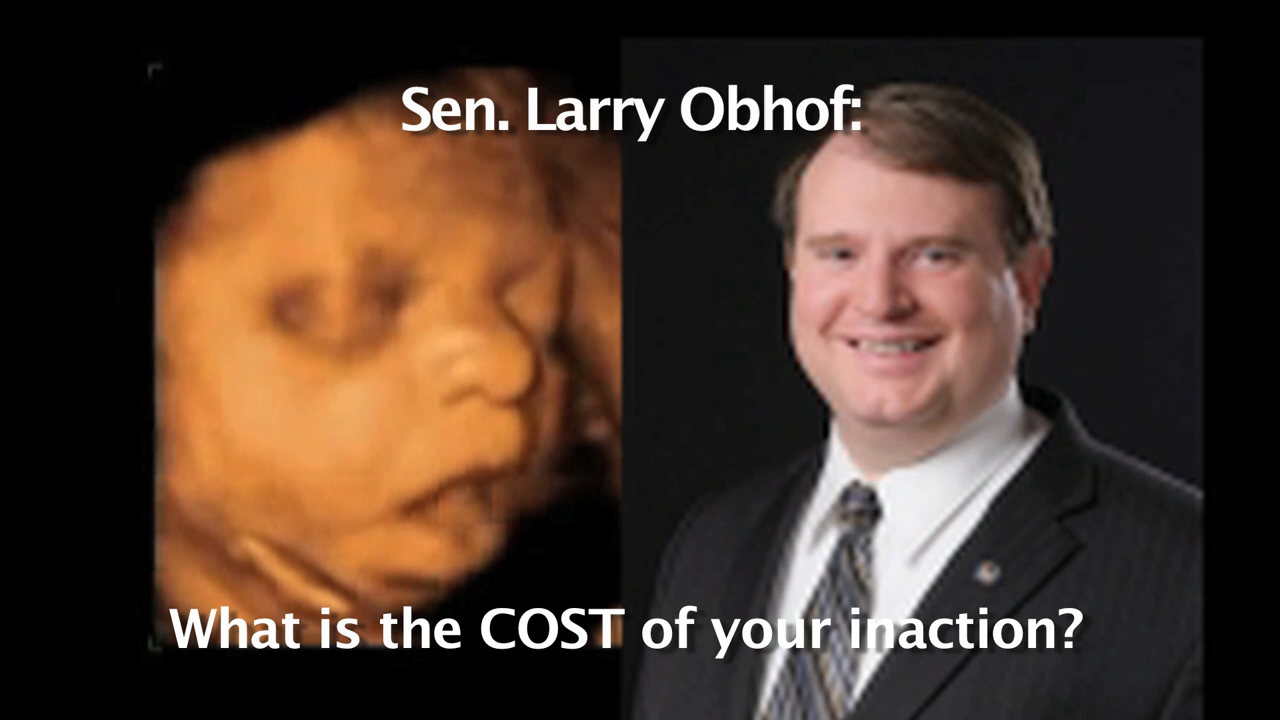 Sen. Larry Obhof:
What is the COST of your inaction?